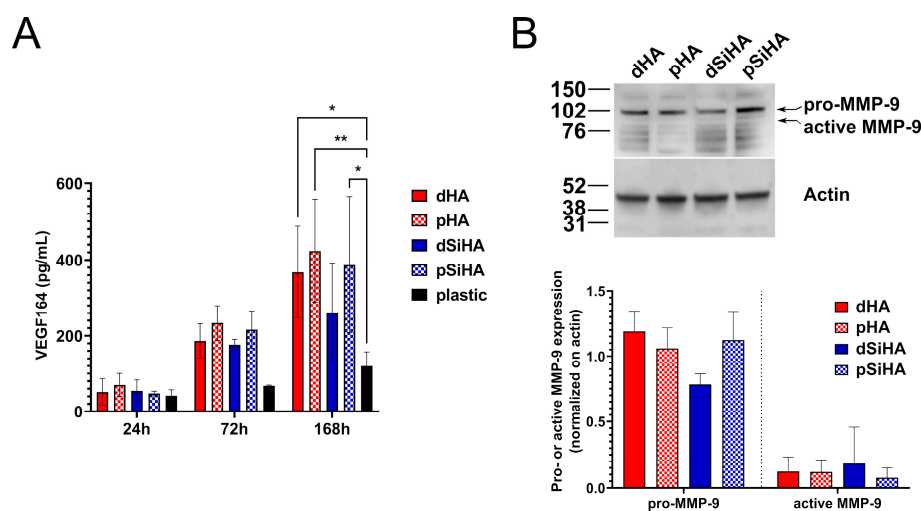 A
*
**
*
600
400
200
0
VEGF164 (pg/mL)
24h
72h
168h
dHA
pHA
dSiHA
pSiHA
plastic
B
dHA
pHA
dSiHA
pSiHA
150
102
76
pro-MMP-9
active MMP-9
52
38
31
Actin
1.5
1.0
0.5
0.0
Pro- or active MMP-9 expression
(normalized on actin)
pro-MMP-9
active MMP-9
dHA
pHA
dSiHA
pSiHA